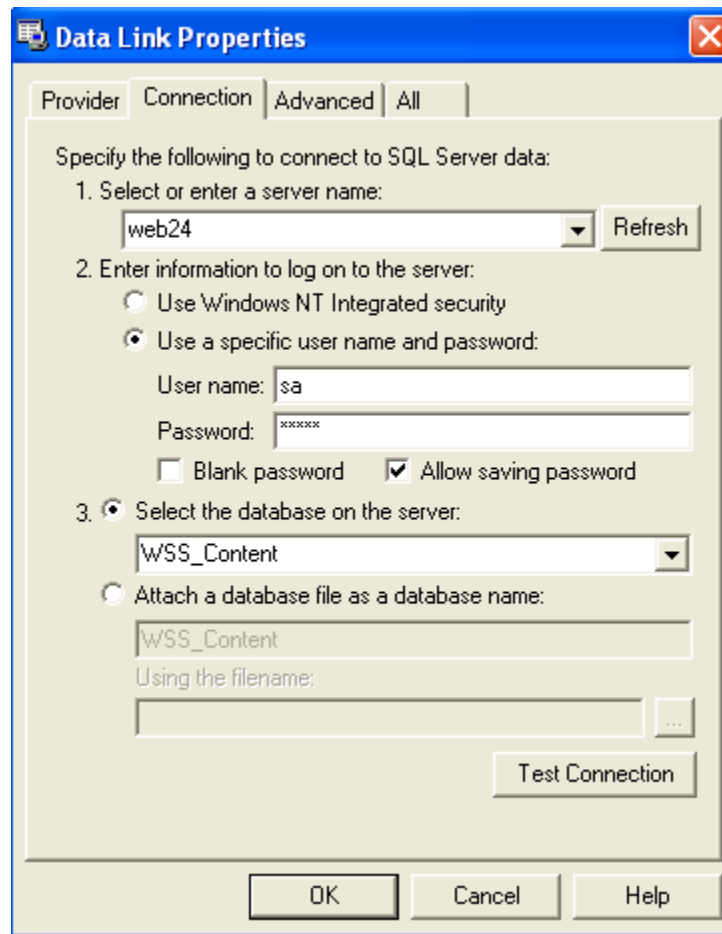 Data Link Properties
Provider Connection Advanced All
Specify the following to connect to SQL Server data:
1. Select or enter a server name:
web24 Refresh
2. Enter information to log on to the server:
Use Windows NT Integrated security
Use a specific user name and password:
User name: sa
Password: *****
Blank password Allow saving password
3. Select the database on the server:
WSS_Content
Attach a database file as a database name:
WSS_Content
Using the filename:
...
Test Connection
OK Cancel Help